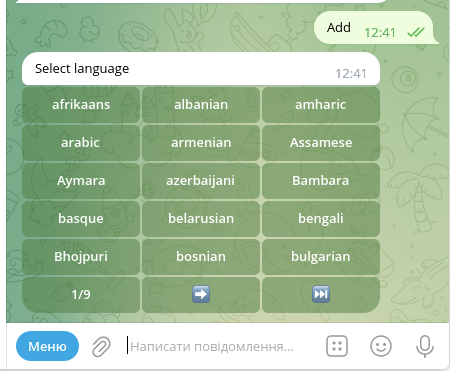 Add 12:41
Select language
12:41
afrikaans albanian amharic
arabic armenian Assamese
Aymara azerbaijani Bambara
basque belarusian bengali
Bhojpuri bosnian bulgarian
1/9
Меню Написати повідомлення...